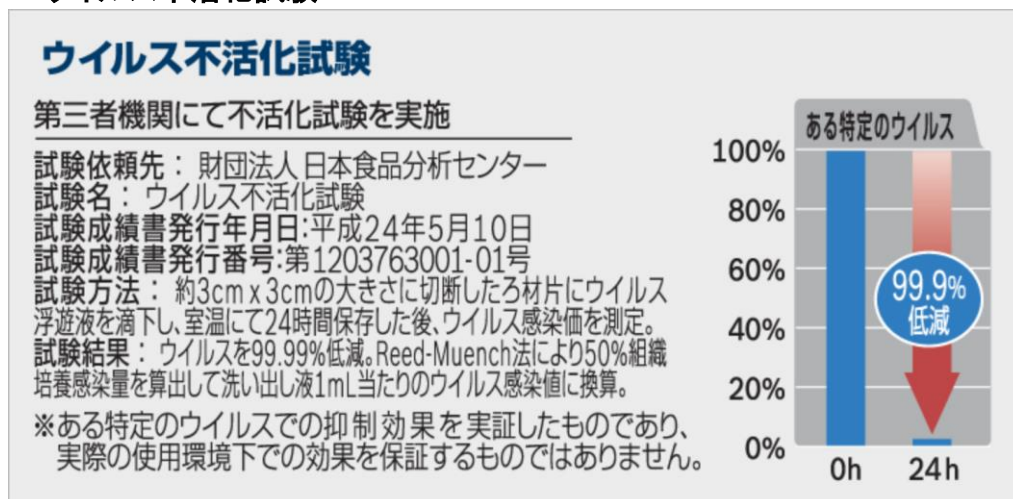 ウイルス不活化試験
第三者機関にて不活化試験を実施
試験依頼先：財団法人 日本食品分析センター
試験名：ウイルス不活化試験
試験成績書発行年月日:平成24年5月10日
試験成績書発行番号:第1203763001-01号
試験方法：約3cm x 3cmの大きさに切断したろ材片にウイルス
浮遊液を滴下し、室温にて24時間保存した後、ウイルス感染価を測定。
試験結果：ウイルスを99.99%低減。Reed-Muench法により50%組織
培養感染量を算出して洗い出し液1mL当たりのウイルス感染値に換算。
※ある特定のウイルスでの抑制効果を実証したものであり、
実際の使用環境下での効果を保証するものではありません。
ある特定のウイルス
100%
80%
60%
40%
20%
0%
99.9%
低減
0h
24h